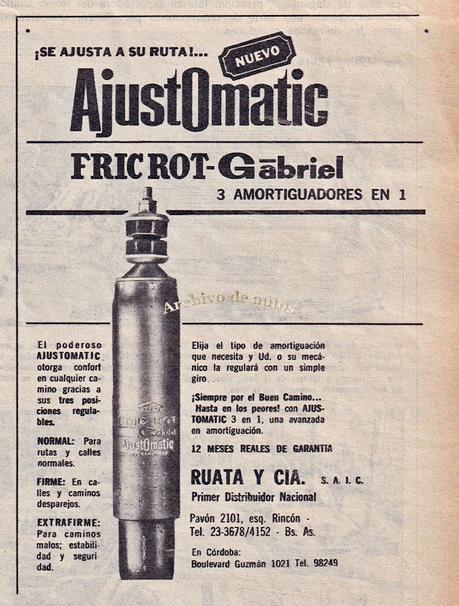 ¡SE AJUSTA A SU RUTA!...
NUEVO
AjustOmatic
FRIC ROT-Gabriel
3 AMORTIGUADORES EN 1
Archivo de autos
El poderoso
AJUSTOMATIC
otorga confort
en cualquier ca-
mino gracias a
sus tres posi-
ciones regula-
bles.
NORMAL: Para
rutas y calles
normales.
FIRME: En ca-
lles y caminos
desparejos.
EXTRAFIRME:
Para caminos
malos; estabili-
dad y seguri-
dad.
AjustOmatic
Elija el tipo de amortiguación
que necesita y Ud. o su mecá-
nico la regulará con un simple
giro...
¡Siempre por el Buen Camino...
Hasta en los peores! con AJUS-
TOMATIC 3 en 1, una avanzada
en amortiguación.
12 MESES REALES DE GARANTIA
RUATA Y CIA. S. A. I. C.
Primer Distribuidor Nacional
Pavón 2101, esq. Rincón -
Tel. 23-3678/4152 - Bs. As.
En Córdoba:
Boulevard Guzmán 1021 Tel. 98249